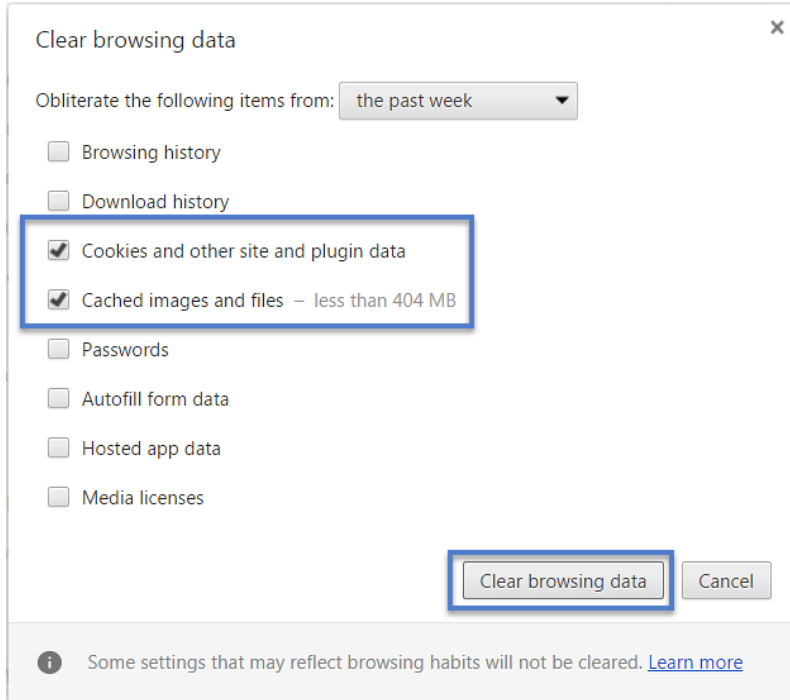 Clear browsing data
Obliterate the following items from: the past week
Browsing history
Download history
Cookies and other site and plugin data
Cached images and files – less than 404 MB
Passwords
Autofill form data
Hosted app data
Media licenses
Clear browsing data Cancel
Some settings that may reflect browsing habits will not be cleared. Learn more